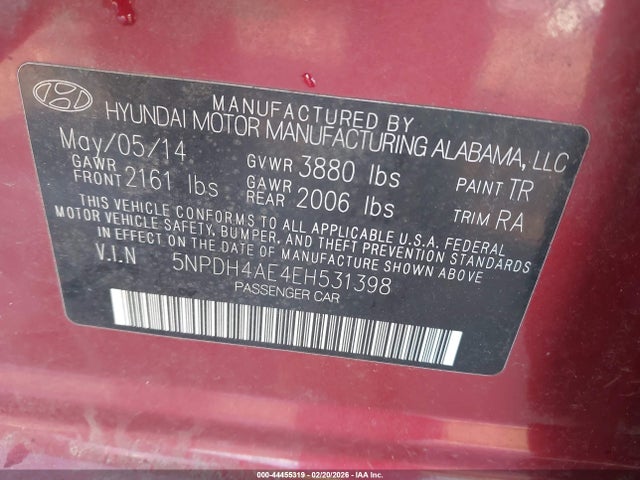 MANUFACTURED BY
HYUNDAI MOTOR MANUFACTURING ALABAMA, LLC
May/05/14 GVWR 3880 lbs PAINT TR
GAWR FRONT 2161 lbs GAWR REAR 2006 lbs TRIM RA
THIS VEHICLE CONFORMS TO ALL APPLICABLE U.S.A. FEDERAL
MOTOR VEHICLE SAFETY, BUMPER, AND THEFT PREVENTION STANDARDS
IN EFFECT ON THE DATE OF MANUFACTURE SHOWN ABOVE.
V.I.N 5NPDH4AE4EH531398
PASSENGER CAR
000-44455319 - 02/20/2026 - IAA Inc.